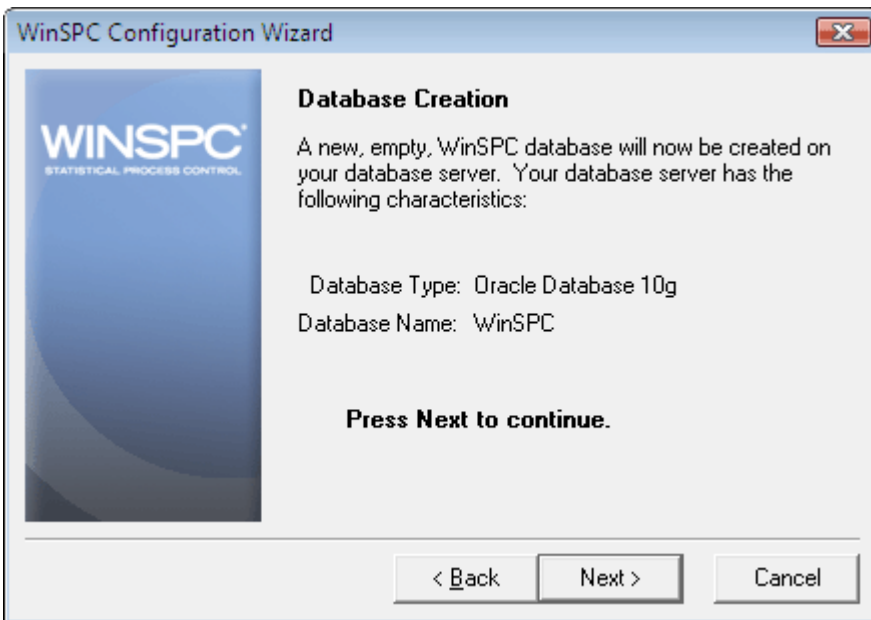 WinSPC Configuration Wizard
WINSPC
STATISTICAL PROCESS CONTROL
Database Creation
A new, empty, WinSPC database will now be created on
your database server. Your database server has the
following characteristics:
Database Type: Oracle Database 10g
Database Name: WinSPC
Press Next to continue.
< Back
Next >
Cancel